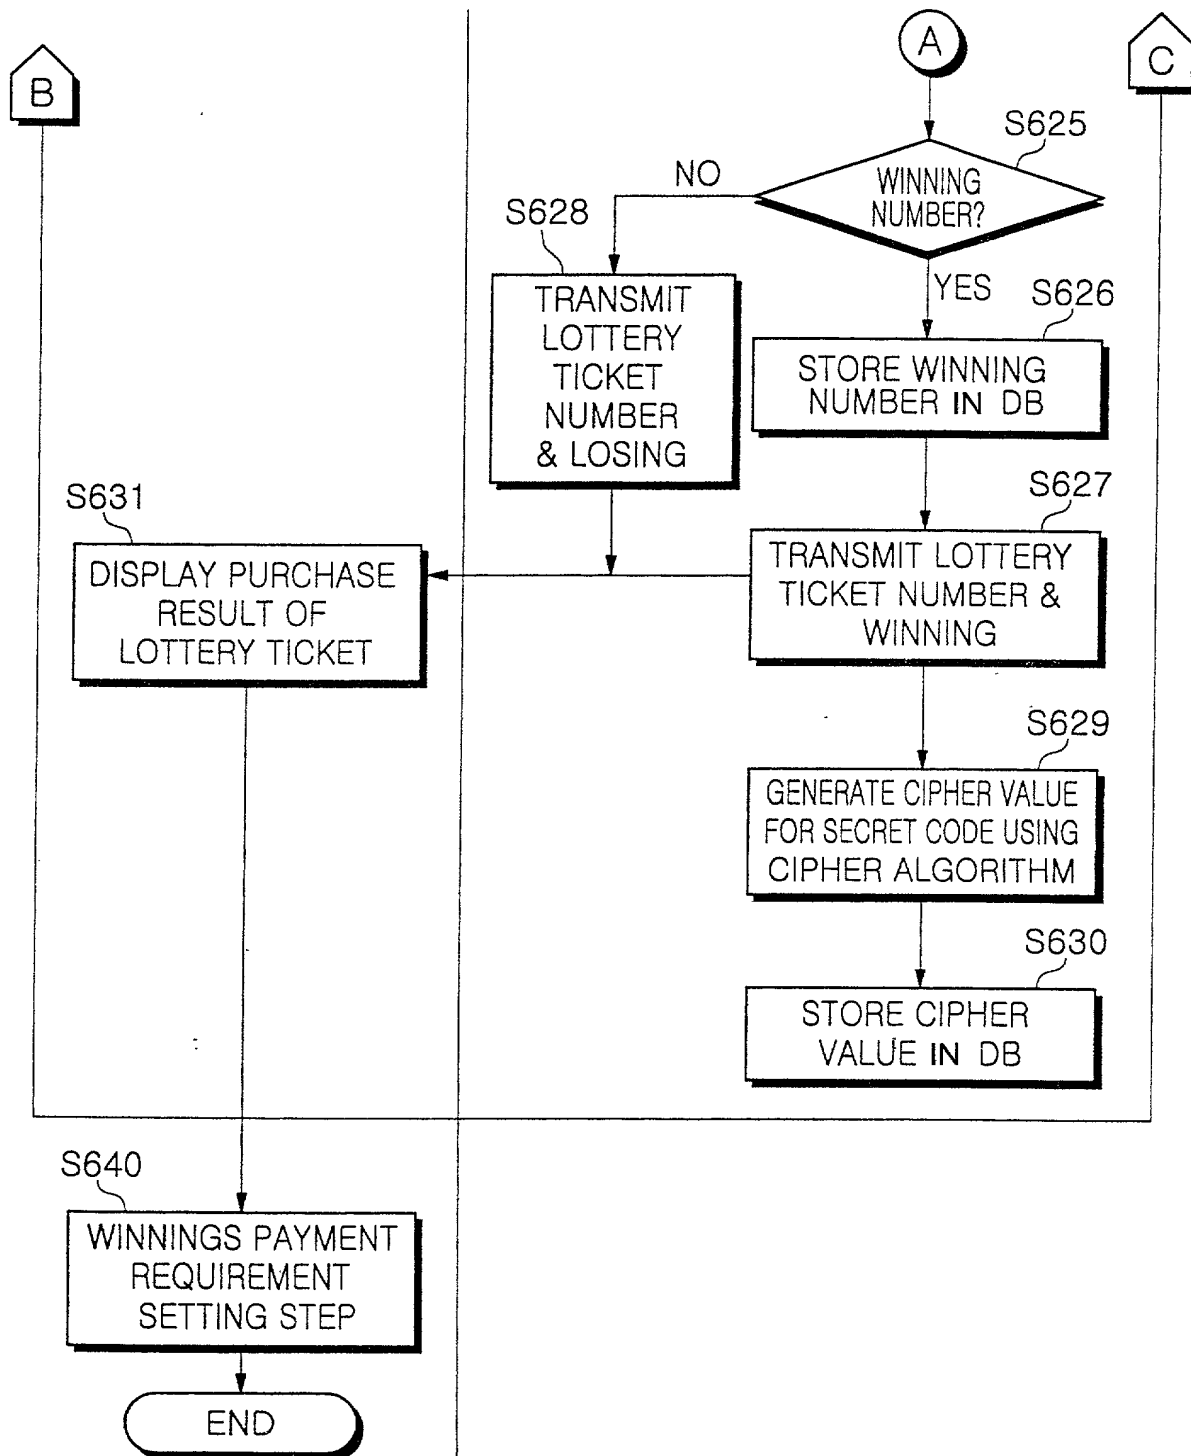 A
B
C
S625
WINNING
NUMBER?
NO
S628
TRANSMIT
LOTTERY
TICKET
NUMBER
& LOSING
YES
S626
STORE WINNING
NUMBER IN DB
S631
DISPLAY PURCHASE
RESULT OF
LOTTERY TICKET
S627
TRANSMIT LOTTERY
TICKET NUMBER &
WINNING
S629
GENERATE CIPHER VALUE
FOR SECRET CODE USING
CIPHER ALGORITHM
S630
STORE CIPHER
VALUE IN DB
S640
WINNINGS PAYMENT
REQUIREMENT
SETTING STEP
END